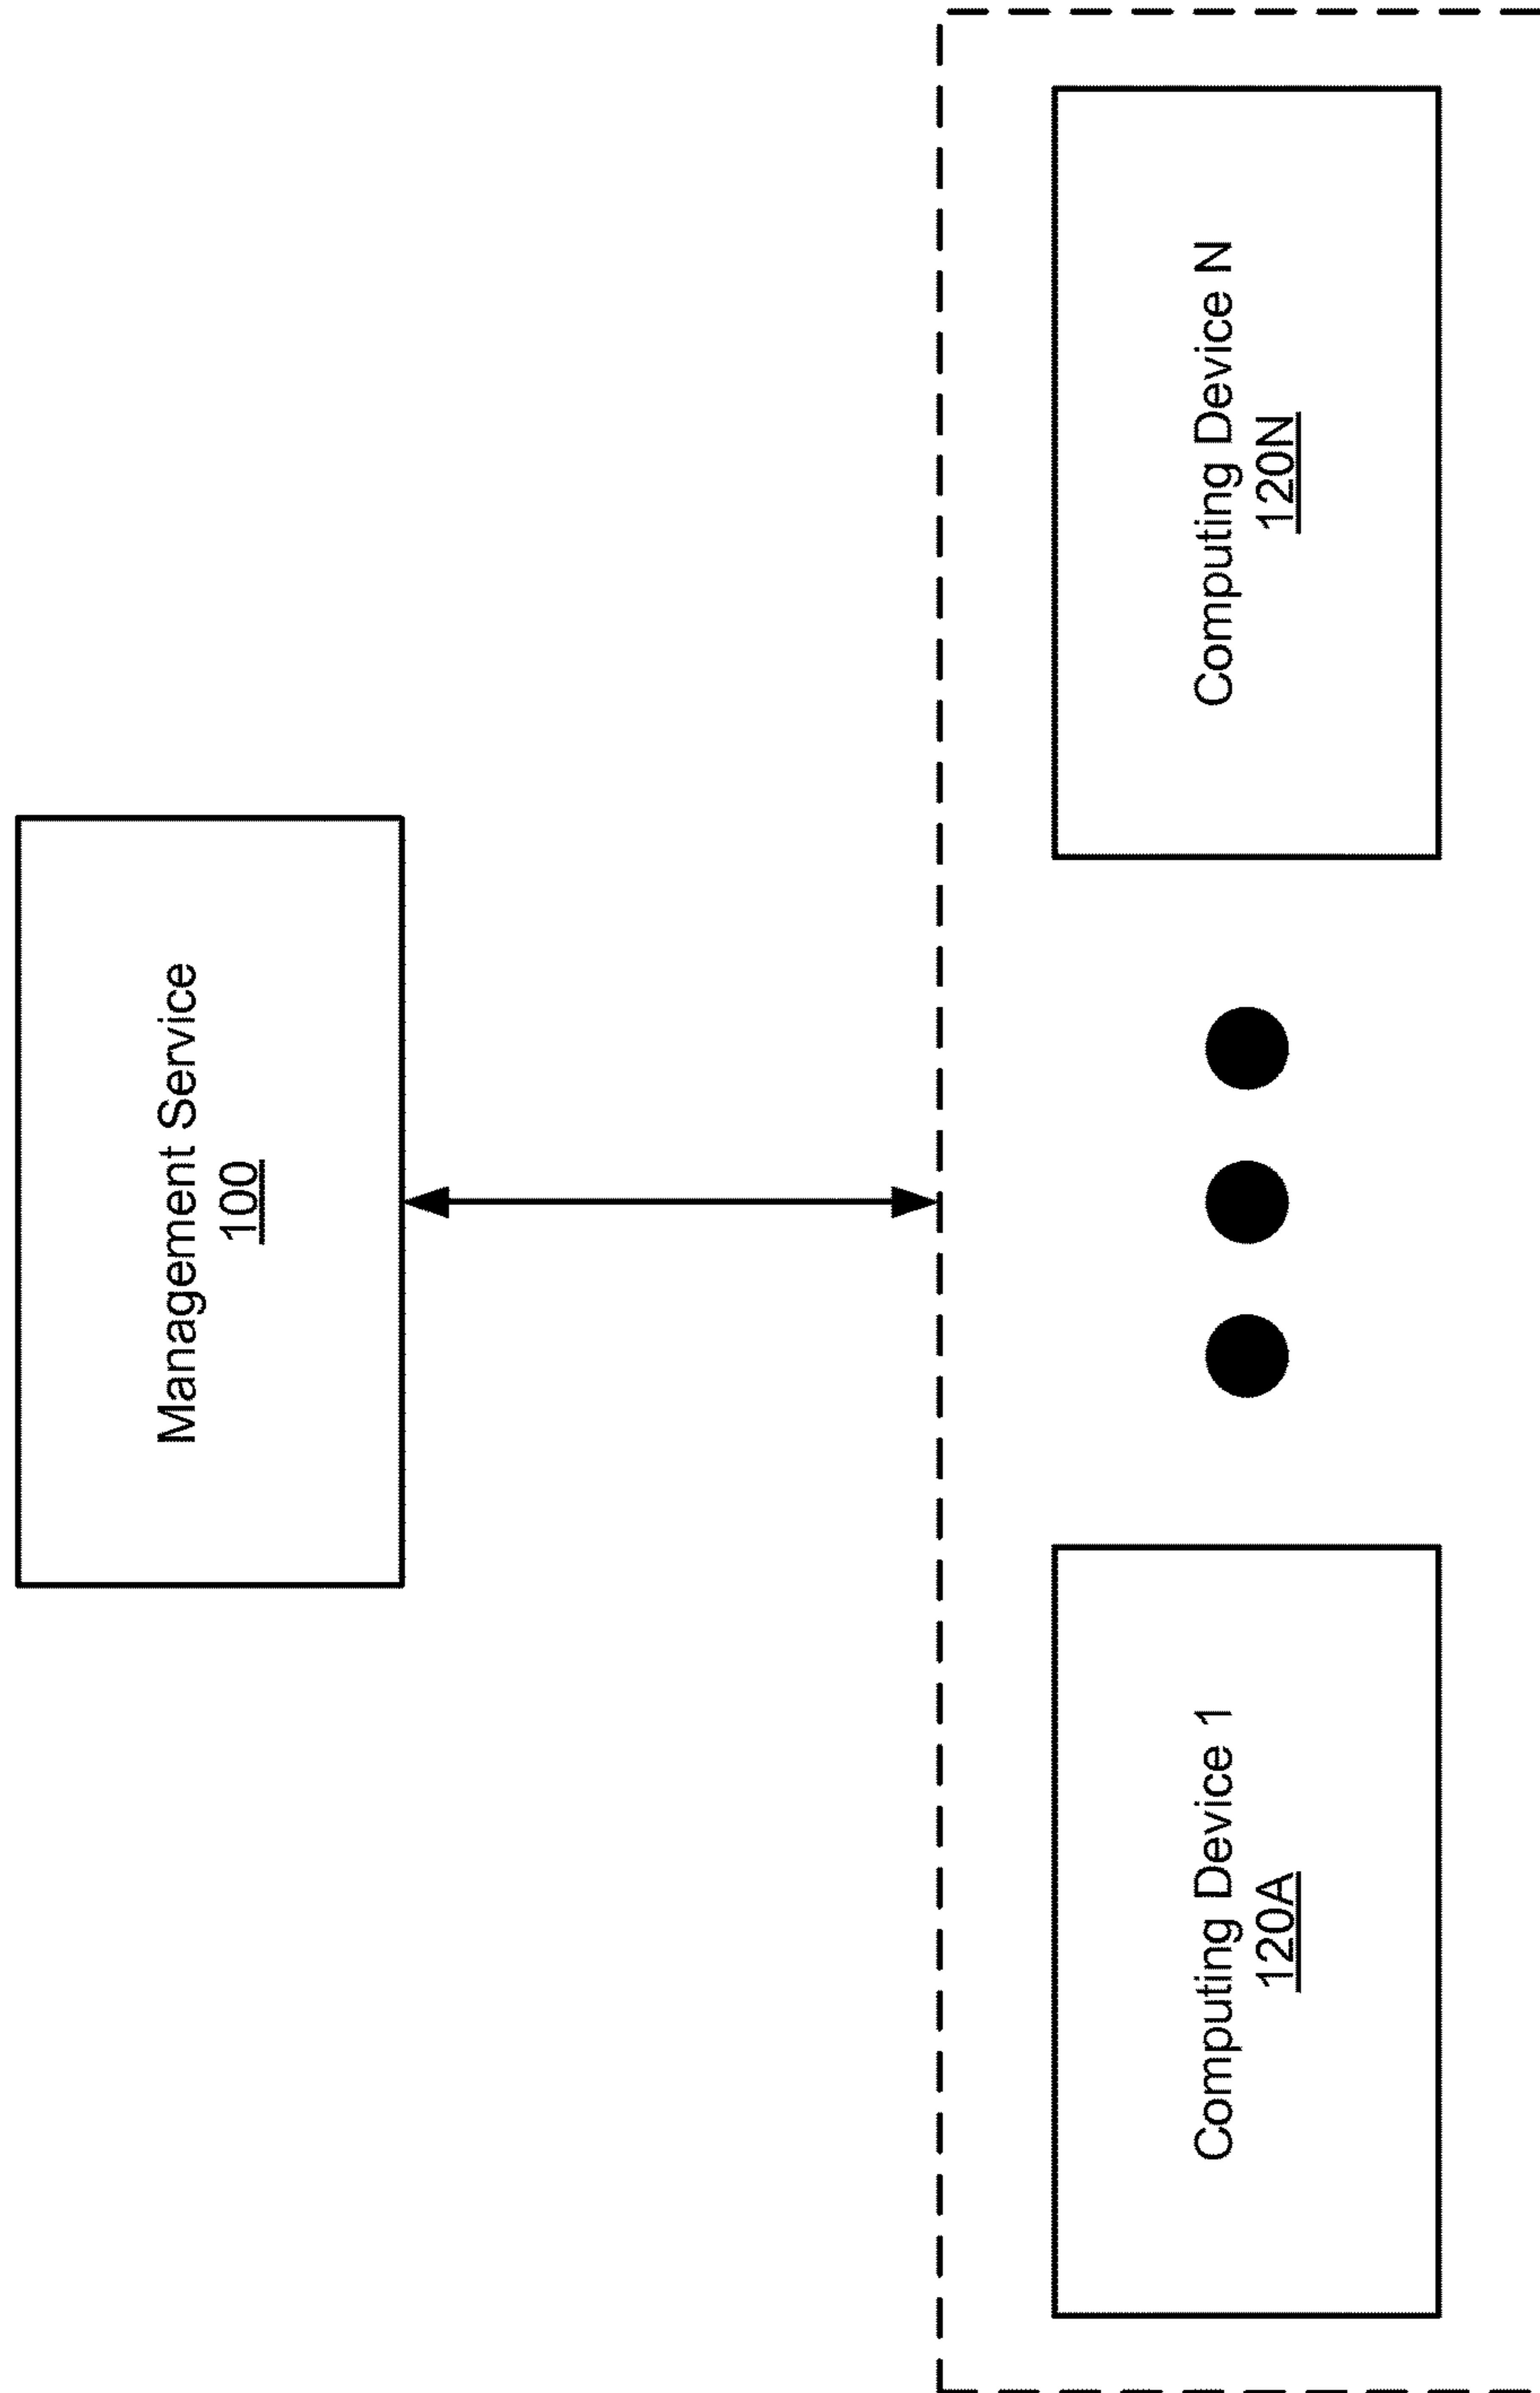 Management Service
100
Computing Device 1
120A
Computing Device N
120N